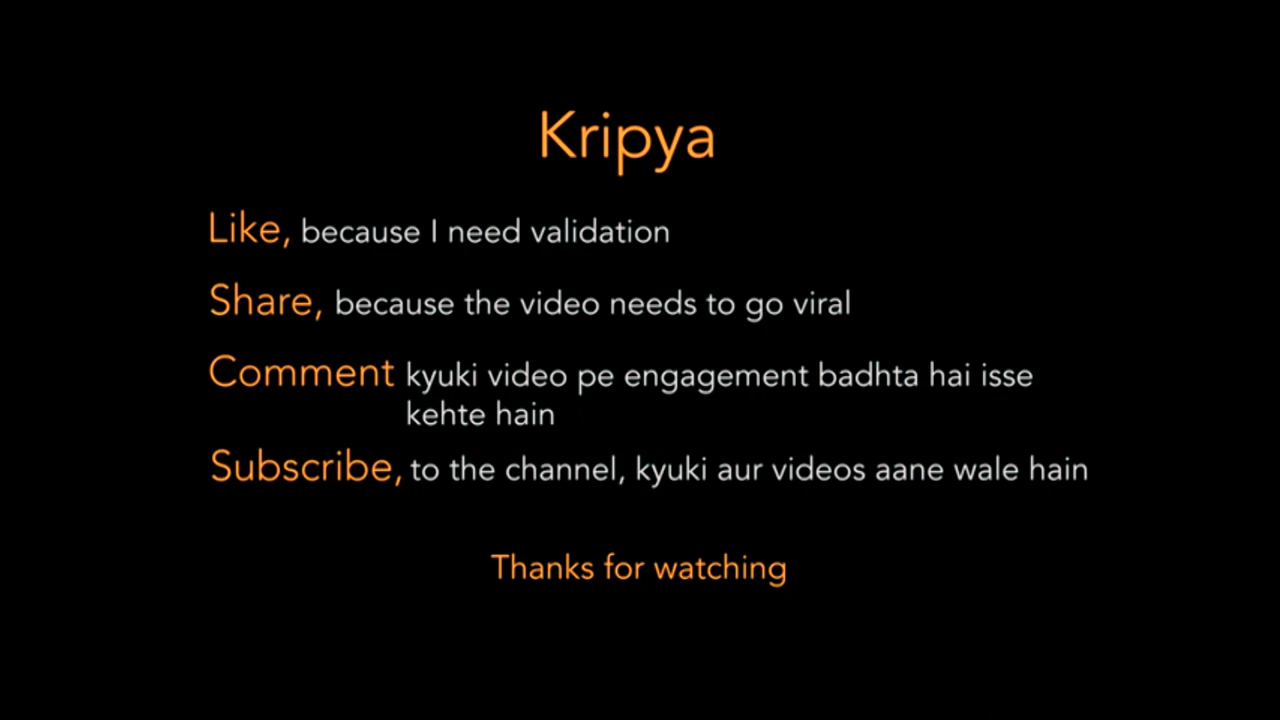 Kripya
Like, because I need validation
Share, because the video needs to go viral
Comment kyuki video pe engagement badhta hai isse
kehte hain
Subscribe, to the channel, kyuki aur videos aane wale hain
Thanks for watching